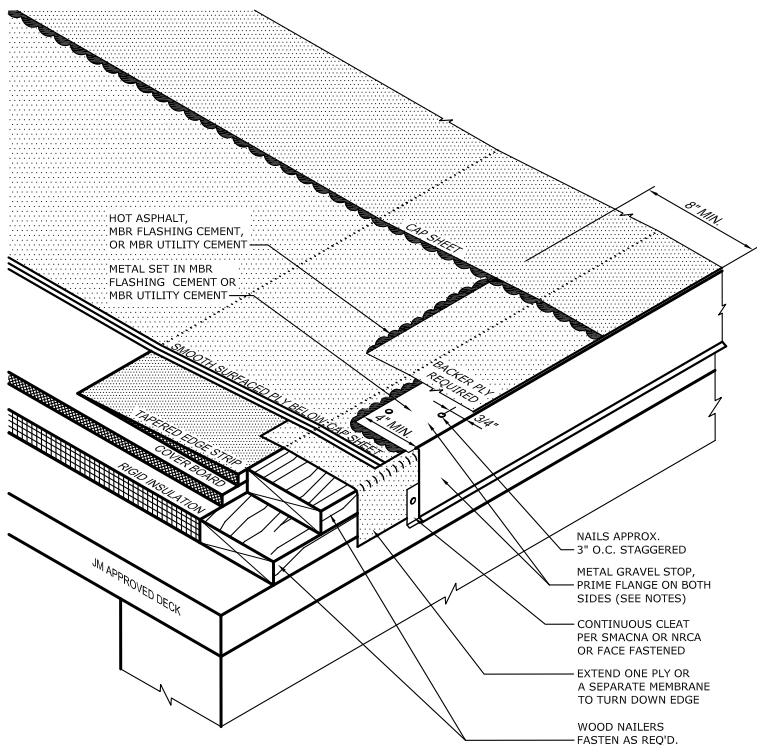 8" MIN.
HOT ASPHALT,
MBR FLASHING CEMENT,
OR MBR UTILITY CEMENT
CAP SHEET
METAL SET IN MBR
FLASHING CEMENT OR
MBR UTILITY CEMENT
SMOOTH SURFACED PLY BELOW CAP SHEET
BACKER PLY
REQUIRED
3/4"
4" MIN.
TAPERED EDGE STRIP
COVER BOARD
RIGID INSULATION
JM APPROVED DECK
NAILS APPROX.
3" O.C. STAGGERED
METAL GRAVEL STOP,
PRIME FLANGE ON BOTH
SIDES (SEE NOTES)
CONTINUOUS CLEAT
PER SMACNA OR NRCA
OR FACE FASTENED
EXTEND ONE PLY OR
A SEPARATE MEMBRANE
TO TURN DOWN EDGE
WOOD NAILERS
FASTEN AS REQ'D.